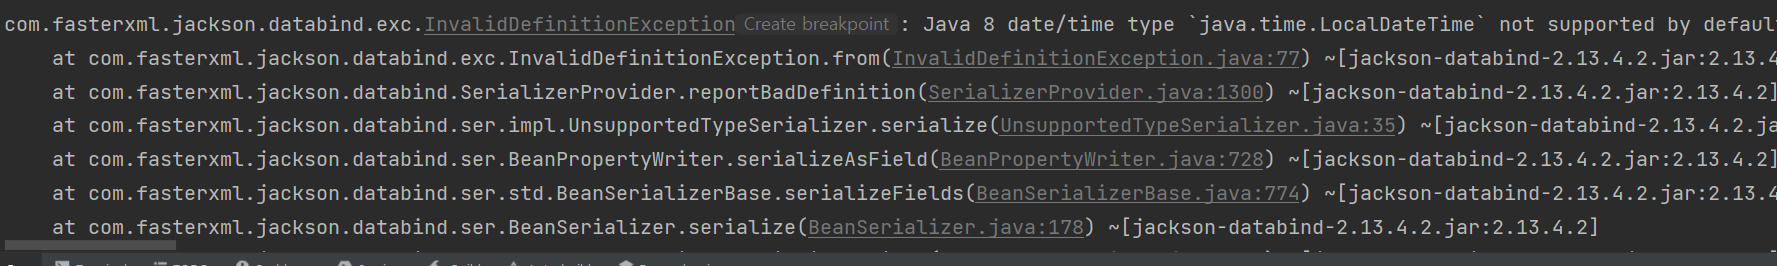 com.fasterxml.jackson.databind.exc.InvalidDefinitionException Create breakpoint : Java 8 date/time type `java.time.LocalDateTime` not supported by default
at com.fasterxml.jackson.databind.exc.InvalidDefinitionException.from(InvalidDefinitionException.java:77) ~[jackson-databind-2.13.4.2.jar:2.13.4
at com.fasterxml.jackson.databind.SerializerProvider.reportBadDefinition(SerializerProvider.java:1300) ~[jackson-databind-2.13.4.2.jar:2.13.4.2]
at com.fasterxml.jackson.databind.ser.impl.UnsupportedTypeSerializer.serialize(UnsupportedTypeSerializer.java:35) ~[jackson-databind-2.13.4.2.ja
at com.fasterxml.jackson.databind.ser.BeanPropertyWriter.serializeAsField(BeanPropertyWriter.java:728) ~[jackson-databind-2.13.4.2.jar:2.13.4.2]
at com.fasterxml.jackson.databind.ser.std.BeanSerializerBase.serializeFields(BeanSerializerBase.java:774) ~[jackson-databind-2.13.4.2.jar:2.13.4
at com.fasterxml.jackson.databind.ser.BeanSerializer.serialize(BeanSerializer.java:178) ~[jackson-databind-2.13.4.2.jar:2.13.4.2]